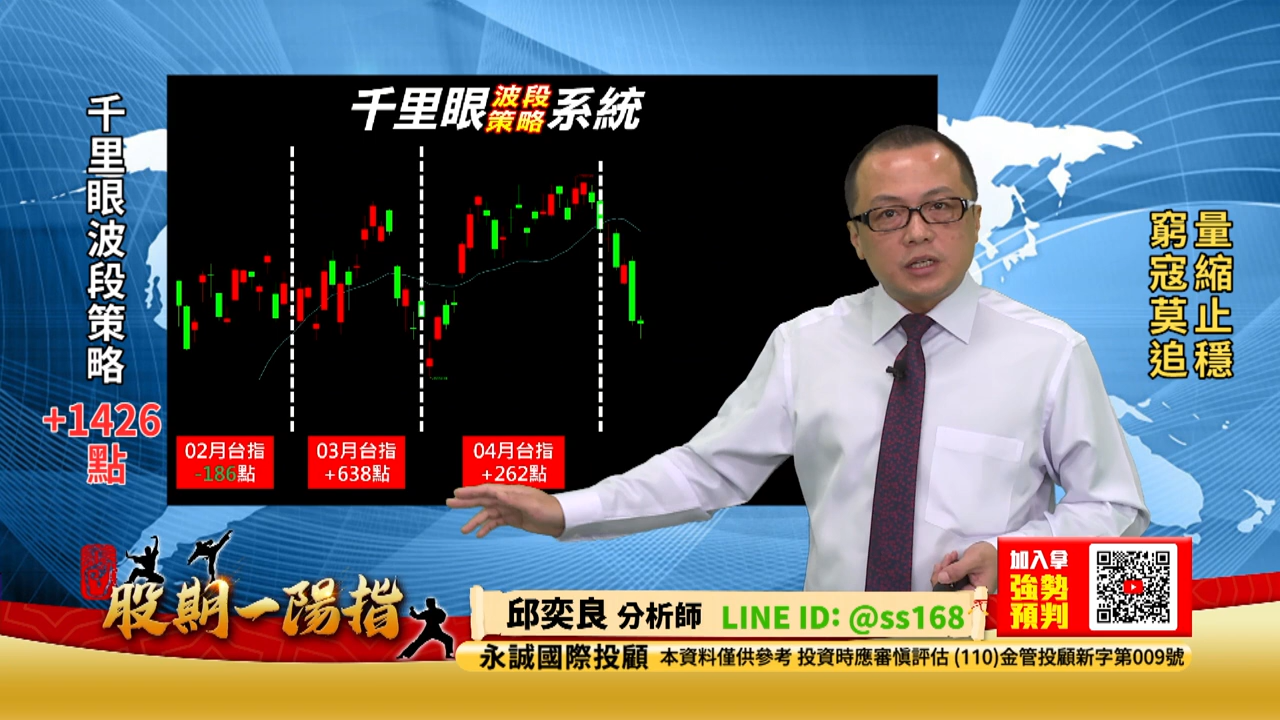 千里眼波段策略系統
千里眼波段策略
+1426
點
量縮止穩
窮寇莫追
02月台指
-186點
03月台指
+638點
04月台指
+262點
股期一陽指
加入拿
強勢
預判
邱奕良 分析師 LINE ID: @ss168
永誠國際投顧 本資料僅供參考 投資時應審慎評估 (110)金管投顧新字第009號